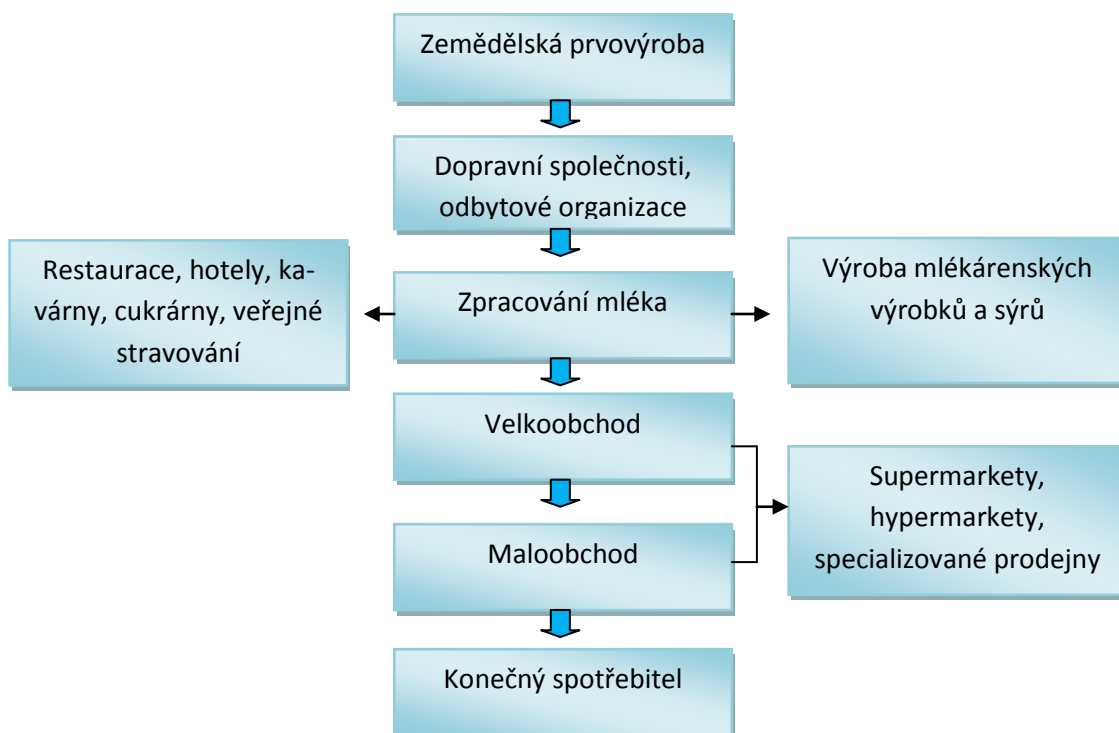 Zemědělská prvovýroba
Dopravní společnosti,
odbytové organizace
Restaurace, hotely, ka-
várny, cukrárny, veřejné
stravování
Zpracování mléka
Výroba mlékárenských
výrobků a sýrů
Velkoobchod
Supermarkety,
hypermarkety,
specializované prodejny
Maloobchod
Konečný spotřebitel